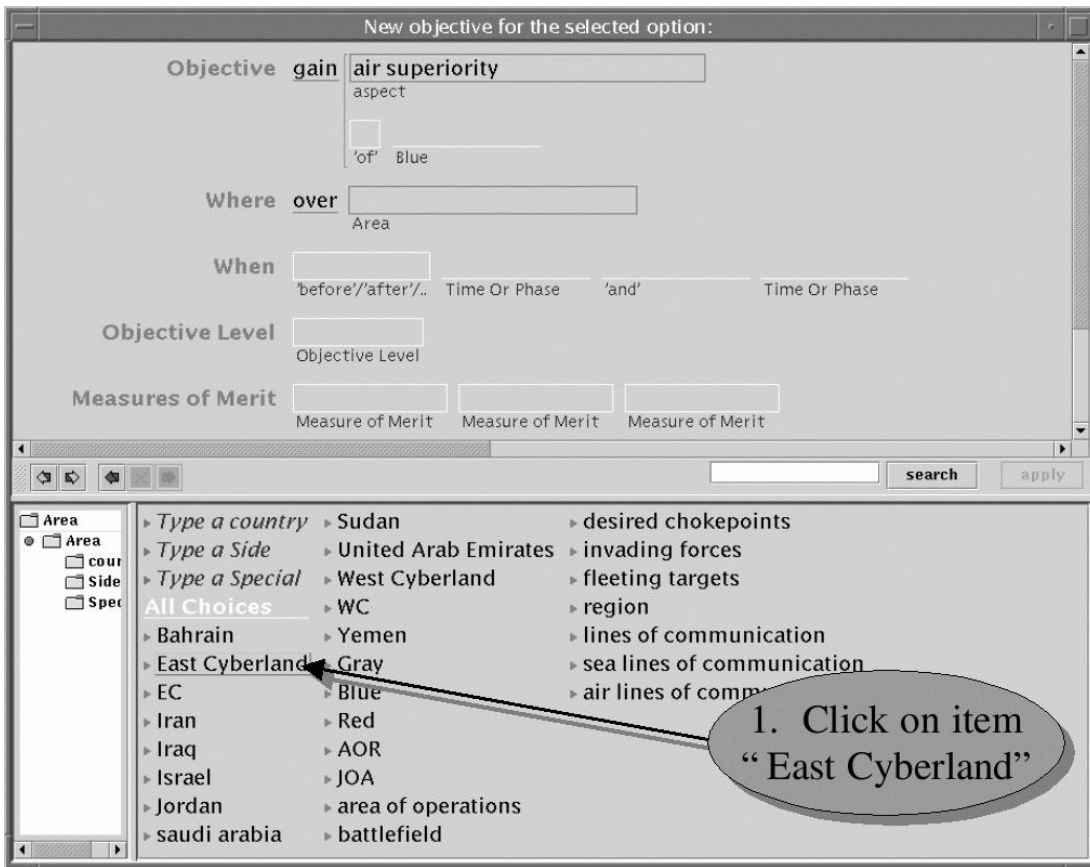 New objective for the selected option:
Objective gain air superiority
aspect
'of' Blue
Where over
Area
When
'before'/'after'/.. Time Or Phase 'and' Time Or Phase
Objective Level
Objective Level
Measures of Merit
Measure of Merit Measure of Merit Measure of Merit
search apply
Area
Area
cour
Side
Spec
Type a country
Type a Side
Type a Special
All Choices
Bahrain
East Cyberland
EC
Iran
Iraq
Israel
Jordan
saudi arabia
Sudan
United Arab Emirates
West Cyberland
WC
Yemen
Gray
Blue
Red
AOR
JOA
area of operations
battlefield
desired chokepoints
invading forces
fleeting targets
region
lines of communication
sea lines of communication
air lines of comm
1. Click on item
“ East Cyberland”